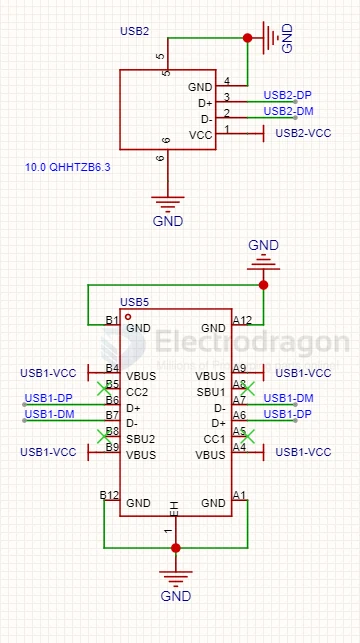 USB2
GND
5
5
GND 4
D+ 3 USB2-DP
D- 2 USB2-DM
VCC 1 USB2-VCC
10.0 QHHTZB6.3
6
6
GND
GND
USB5
B1 GND GND A12
Electrodragon
USB1-VCC B4 VBUS VBUS A9 USB1-VCC
B5 CC2 SBU1 A8
USB1-DP B6 D+ D- A7 USB1-DM
USB1-DM B7 D- D+ A6 USB1-DP
B8 SBU2 CC1 A5
USB1-VCC B9 VBUS VBUS A4 USB1-VCC
B12 GND GND A1
EH
1
GND